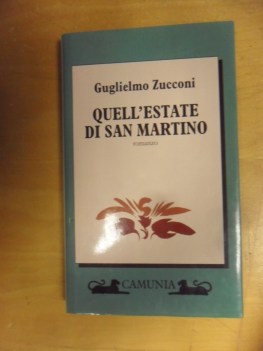 Guglielmo Zucconi
QUELL'ESTATE
DI SAN MARTINO
romanzo
CAMUNIA